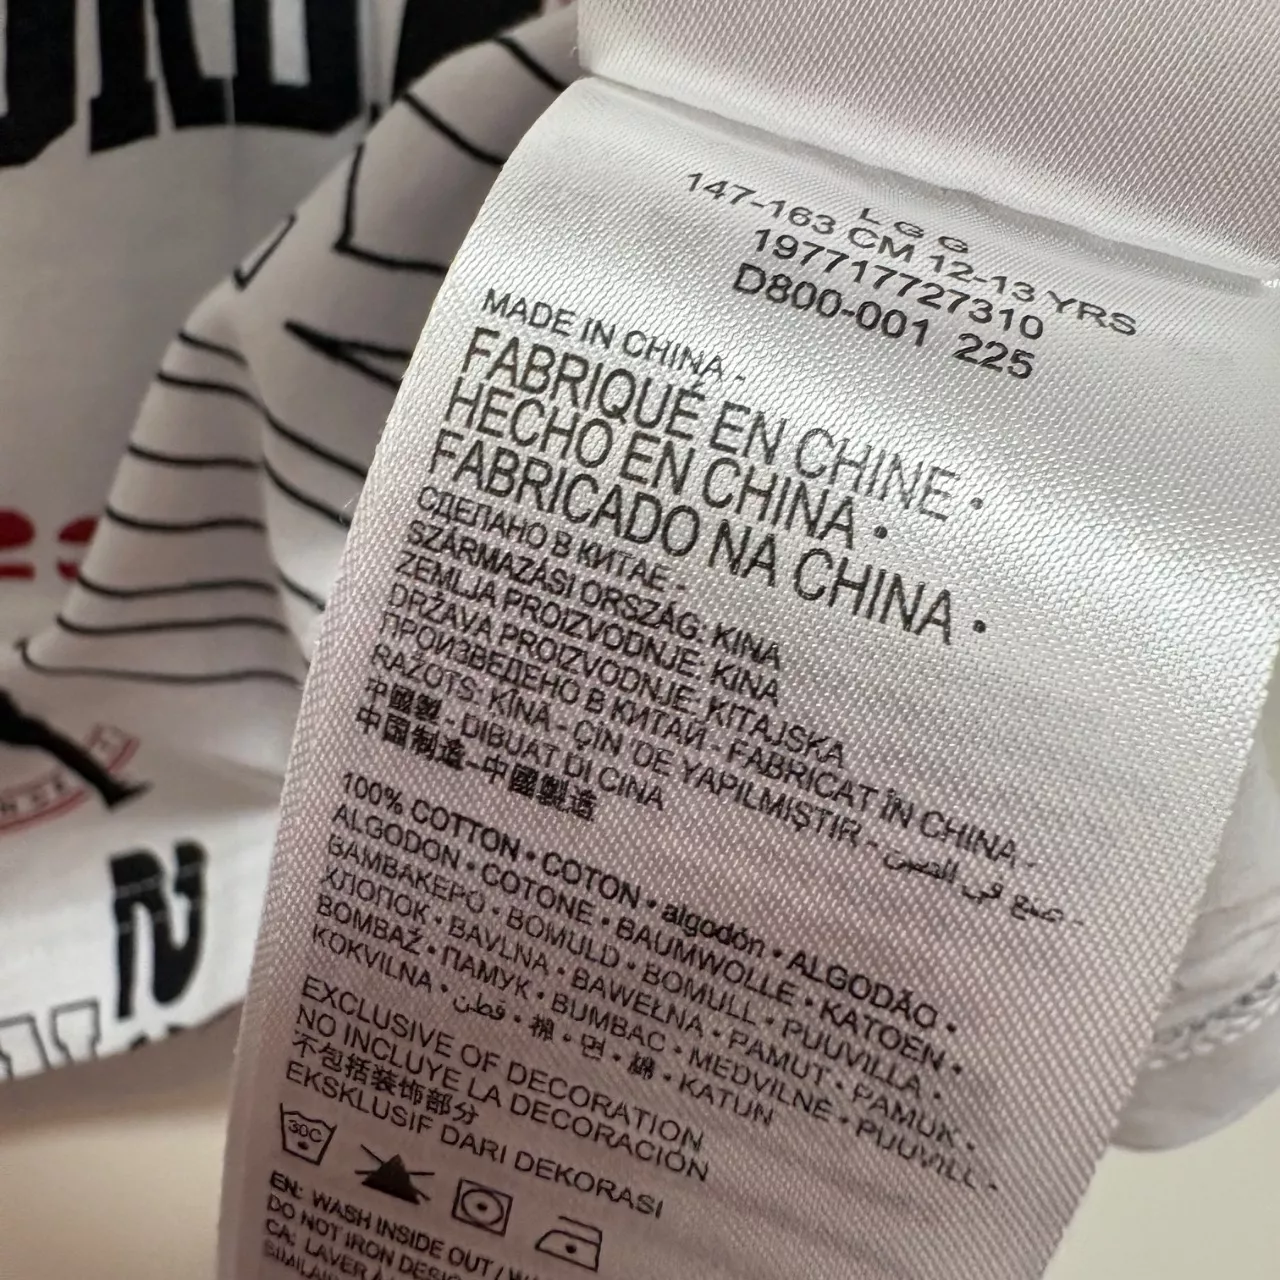 L G G
147-163 CM 12-13 YRS
197717727310
D800-001 225
MADE IN CHINA -
FABRIQUÉ EN CHINE •
HECHO EN CHINA •
FABRICADO NA CHINA •
СДЕЛАНО В КИТАЕ -
SZÁRMAZÁSI ORSZÁG: KINA
ZEMLJA PROIZVODNJE: KINA
DRŽAVA PROIZVODNJE: KITAJSKA
ПРОИЗВЕДЕНО В КИТАЙ - FABRICAT ÎN CHINA -
RAŽOTS: ĶĪNA - ÇIN 'DE YAPILMIŞTIR - صنع في الصين -
中國製 - DIBUAT DI CINA
中国制造-中國製造
100% COTTON • COTON • algodón • ALGODÃO •
ALGODON • COTONE • BAUMWOLLE • KATOEN •
ΒΑΜΒΑΚΕΡΟ • BOMULD • BOMULL • PUUVILLA •
ХЛОПОК • BAVLNA • BAWEŁNA • PAMUT • PAMUK •
BOMBAŽ • ПАМУК • BUMBAC • MEDVILNĖ • PUUVILL •
KOKVILNA • قطن • 棉 • 면 • 綿 • KATUN
EXCLUSIVE OF DECORATION
NO INCLUYE LA DECORACIÓN
不包括装饰部分
EKSKLUSIF DARI DEKORASI
30C
EN: WASH INSIDE OUT /
DO NOT IRON
CA: LAVER À
N